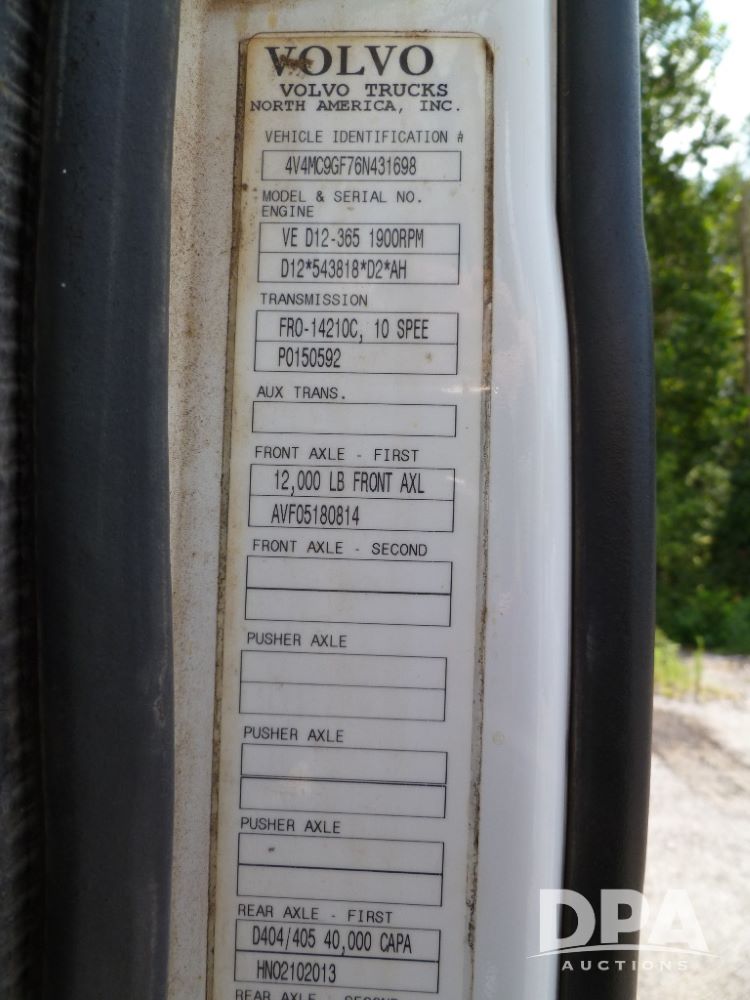 VOLVO
VOLVO TRUCKS
NORTH AMERICA, INC.
VEHICLE IDENTIFICATION #
4V4MC9GF76N431698
MODEL & SERIAL NO.
ENGINE
VE D12-365 1900RPM
D12*543818*D2*AH
TRANSMISSION
FRO-14210C, 10 SPEE
P0150592
AUX TRANS.
FRONT AXLE - FIRST
12,000 LB FRONT AXL
AVF05180814
FRONT AXLE - SECOND
PUSHER AXLE
PUSHER AXLE
PUSHER AXLE
REAR AXLE - FIRST
D404/405 40,000 CAPA
HN02102013
REAR AXLE - SECOND
DPA
AUCTIONS